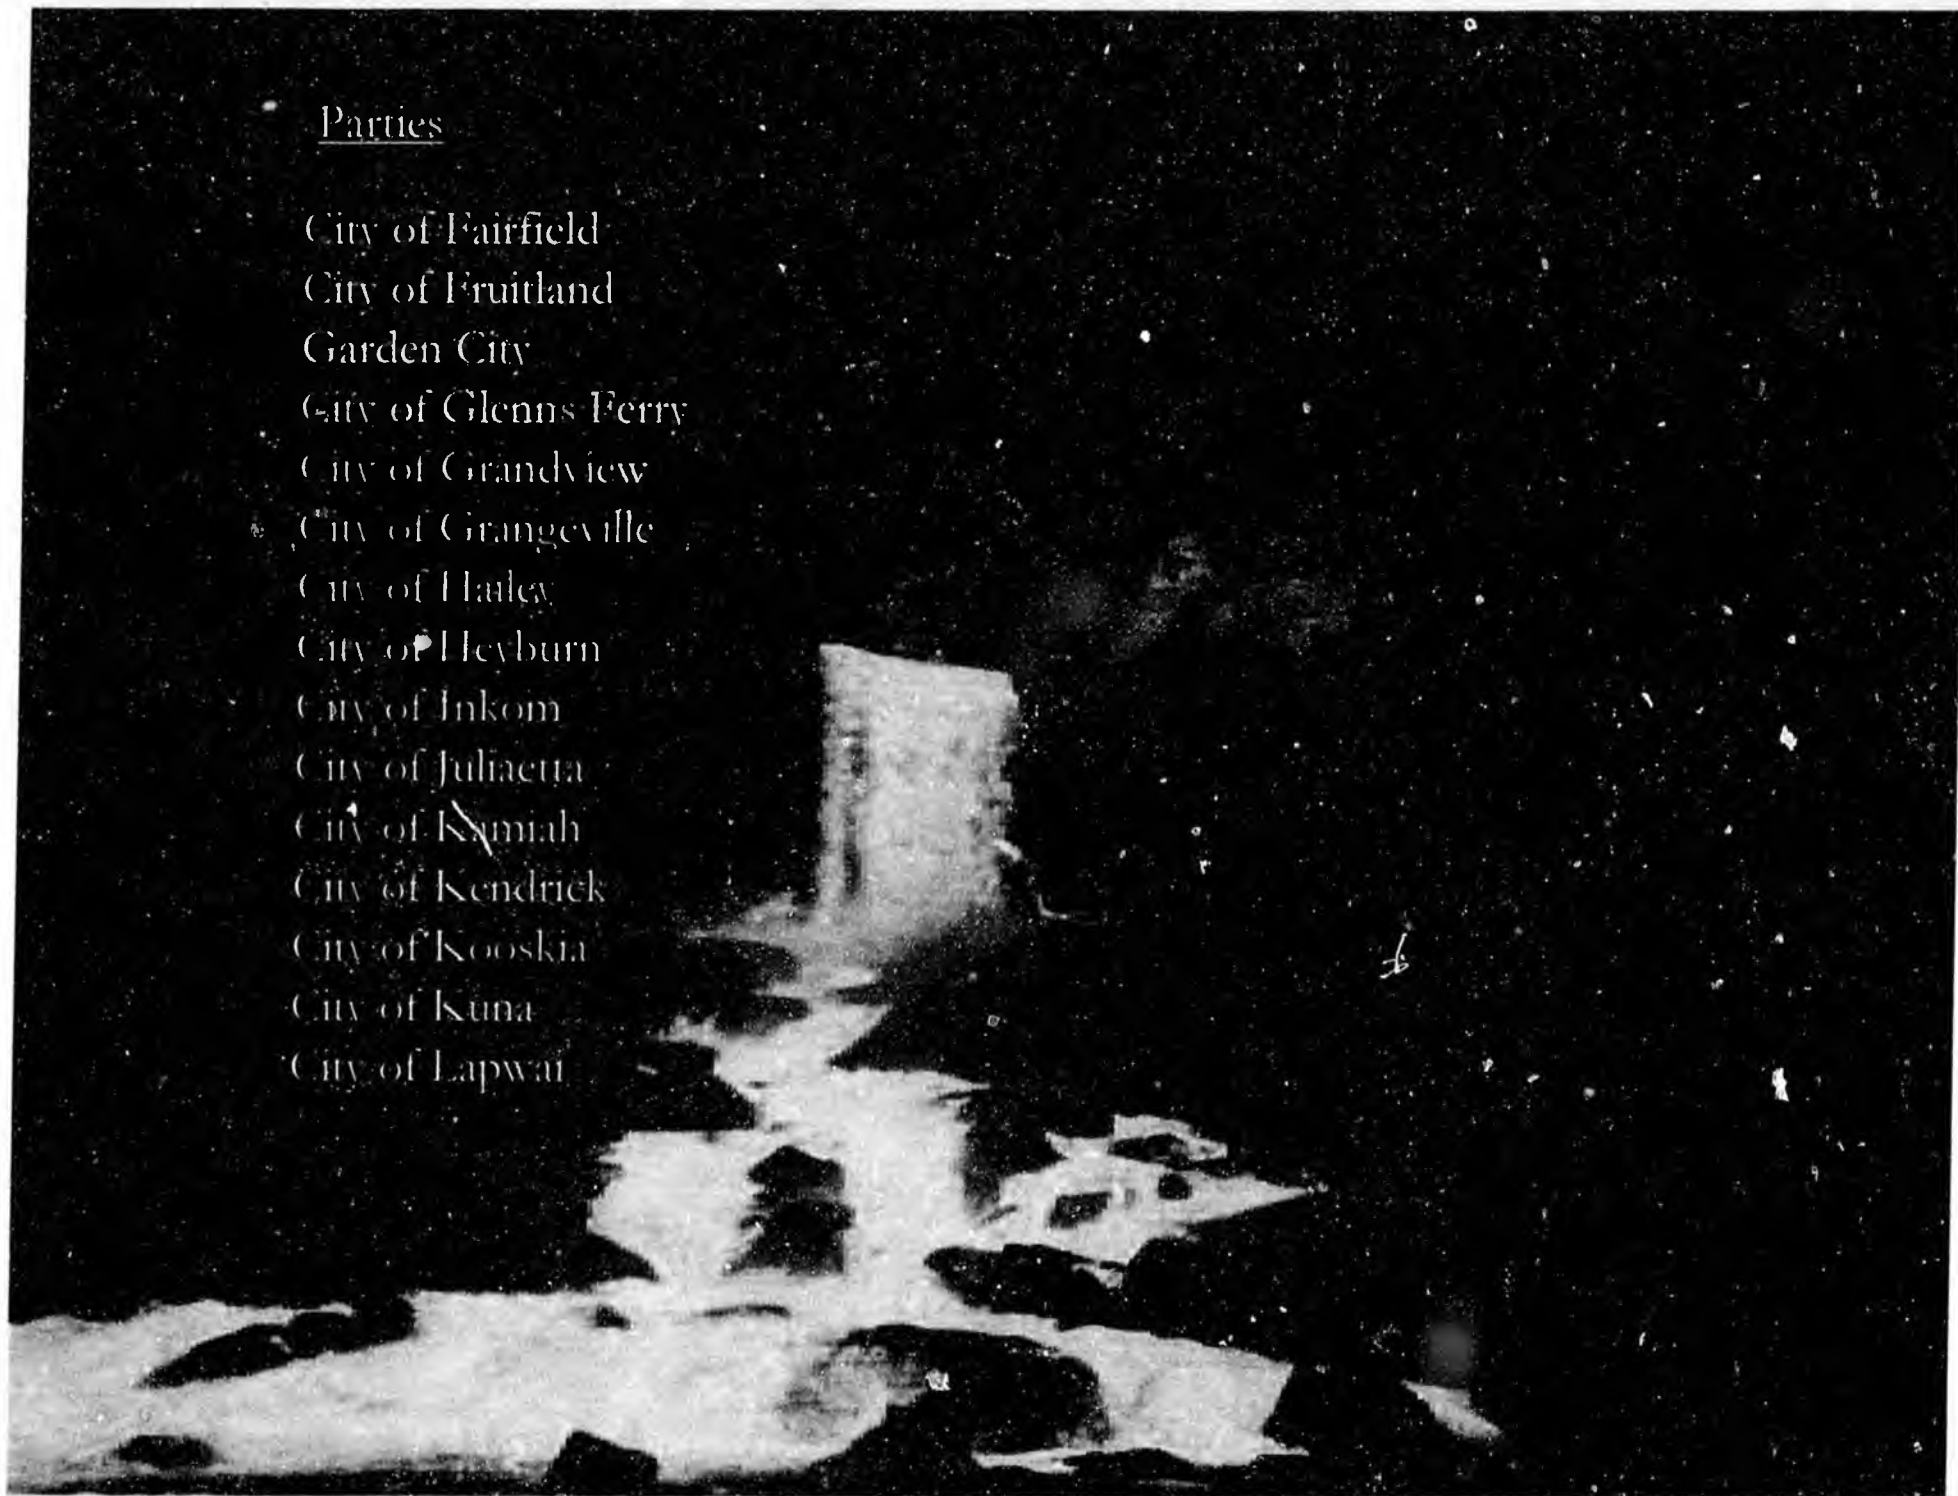 Parties
City of Fairfield
City of Fruitland
Garden City
City of Glenns Ferry
City of Grandview
City of Grangeville
City of Hailey
City of Heyburn
City of Inkom
City of Juliaetta
City of Kamiah
City of Kendrick
City of Kooskia
City of Kuna
City of Lapwai